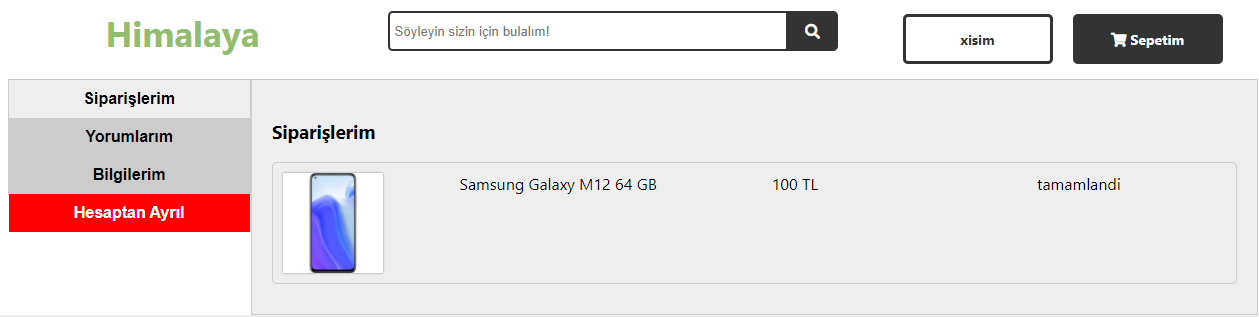 Himalaya
Söyleyin sizin için bulalım!
xisim
Sepetim
Siparişlerim
Yorumlarım
Bilgilerim
Hesaptan Ayrıl
Siparişlerim
Samsung Galaxy M12 64 GB 100 TL tamamlandi